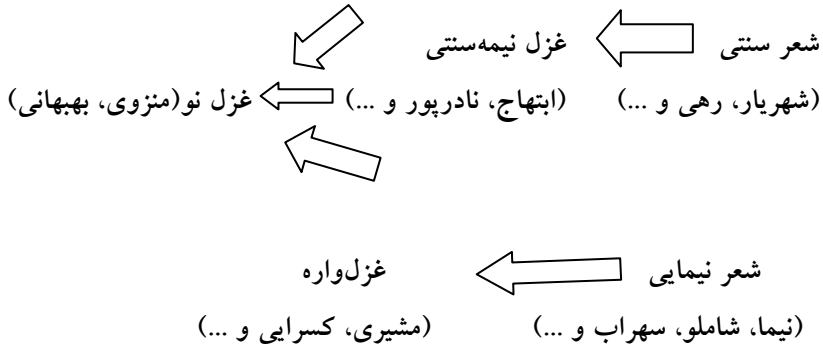 شعر سنتی غزل نیمه‌سنتی
(شهریار، رهی و ...) (ابتهاج، نادرپور و ...) غزل نو(منزوی، بهبهانی)
شعر نیمایی غزل‌واره
(نیما، شاملو، سهراب و ...) (مشیری، کسرایی و ...)